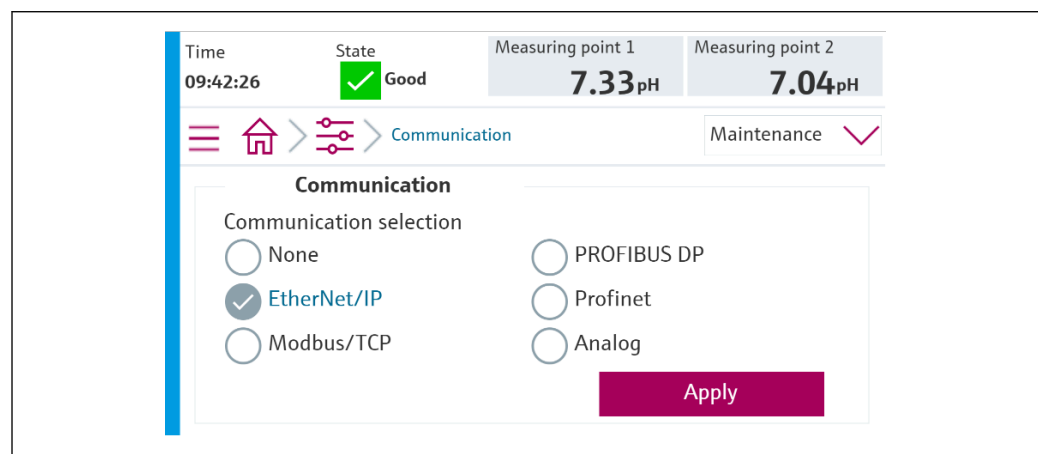 Time State Measuring point 1 Measuring point 2
09:42:26 Good 7.33pH 7.04pH
Communication Maintenance
Communication
Communication selection
None PROFIBUS DP
EtherNet/IP Profinet
Modbus/TCP Analog
Apply